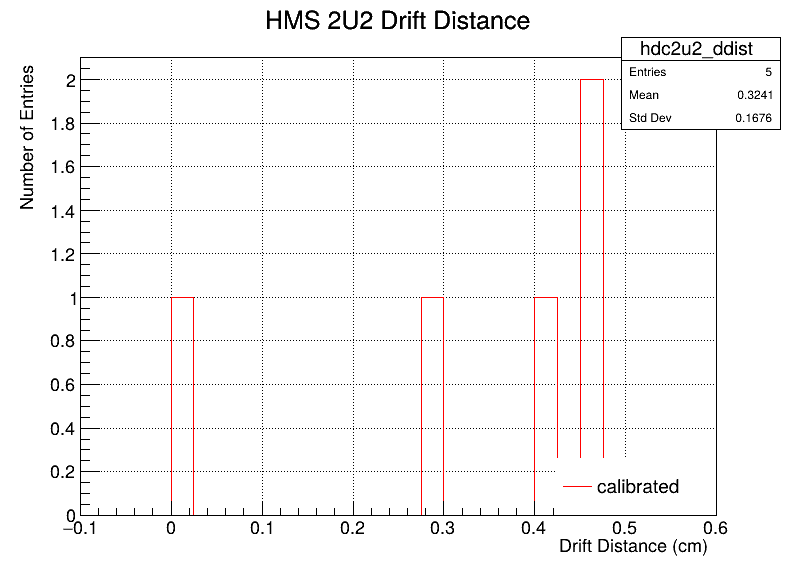 HMS 2U2 Drift Distance
hdc2u2_ddist
Entries 5
Mean 0.3241
Std Dev 0.1676
Number of Entries
2
1.8
1.6
1.4
1.2
1
0.8
0.6
0.4
0.2
0
calibrated
−0.1 0 0.1 0.2 0.3 0.4 0.5 0.6
Drift Distance (cm)